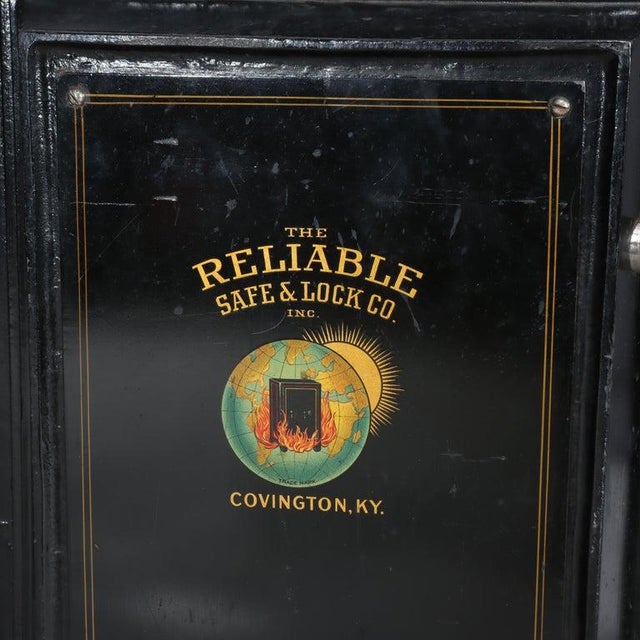 THE
RELIABLE
SAFE & LOCK CO.
INC.
TRADE MARK
COVINGTON, KY.